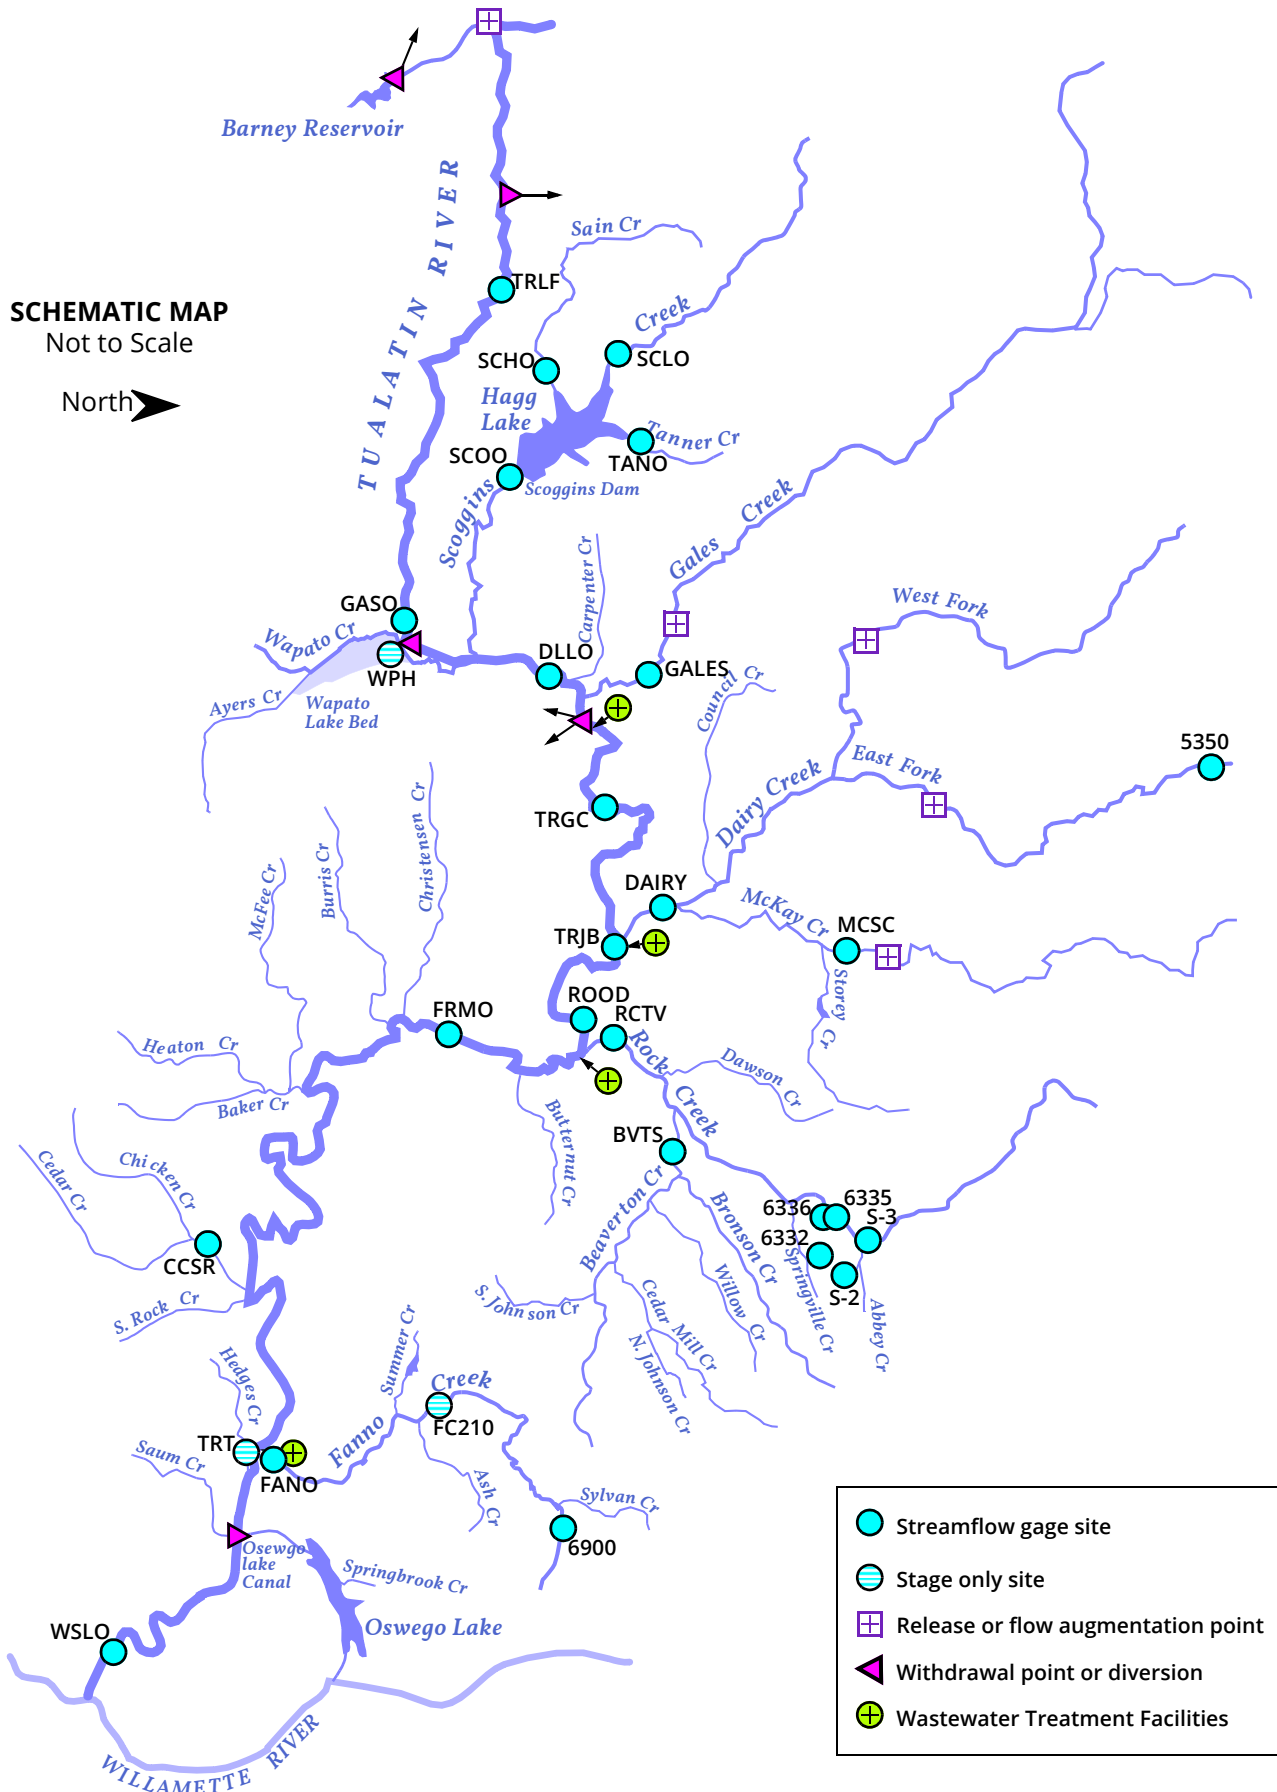 Barney Reservoir
TUALATIN RIVER
SCHEMATIC MAP
Not to Scale
North
TRLF
Sain Cr
Creek
SCHO
SCLO
Hagg
Lake
Tanner Cr
TANO
SCOO
Scoggins Dam
Scoggins
Carpenter Cr
Gales
Creek
GASO
Wapato Cr
WPH
DLLO
GALES
Ayers Cr
Wapato
Lake Bed
Council Cr
West Fork
East Fork
5350
Dairy Creek
TRGC
McFee Cr
Burris Cr
Christensen Cr
DAIRY
McKay Cr
MCSC
TRJB
Storey
Cr
ROOD
RCTV
FRMO
Rock
Creek
Dawson Cr
Heaton Cr
Baker Cr
Butternut Cr
BVTS
Cedar Cr
Chicken Cr
Beaverton Cr
Bronson Cr
6336
6335
S-3
6332
S-2
Springville Cr
Abbey Cr
CCSR
S. Rock Cr
S. John son Cr
Cedar
Mill Cr
Willow Cr
N. Johnson Cr
Hedges Cr
Summer Cr
Creek
Fanno
FC210
TRT
FANO
Saum Cr
Ash Cr
Sylvan Cr
6900
Osewgo
lake
Canal
Springbrook Cr
Oswego Lake
WSLO
WILLAMETTE
RIVER
Streamflow gage site
Stage only site
Release or flow augmentation point
Withdrawal point or diversion
Wastewater Treatment Facilities